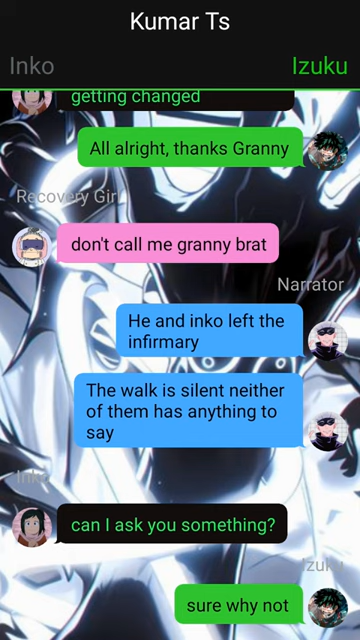 Kumar Ts
Inko
Izuku
getting changed
All alright, thanks Granny
Recovery Girl
don't call me granny brat
Narrator
He and inko left the
infirmary
The walk is silent neither
of them has anything to
say
Inko
can I ask you something?
Izuku
sure why not